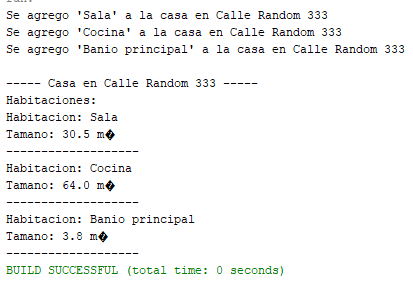 run:
Se agrego 'Sala' a la casa en Calle Random 333
Se agrego 'Cocina' a la casa en Calle Random 333
Se agrego 'Banio principal' a la casa en Calle Random 333
----- Casa en Calle Random 333 -----
Habitaciones:
Habitacion: Sala
Tamano: 30.5 m�
------------------
Habitacion: Cocina
Tamano: 64.0 m�
------------------
Habitacion: Banio principal
Tamano: 3.8 m�
------------------
BUILD SUCCESSFUL (total time: 0 seconds)